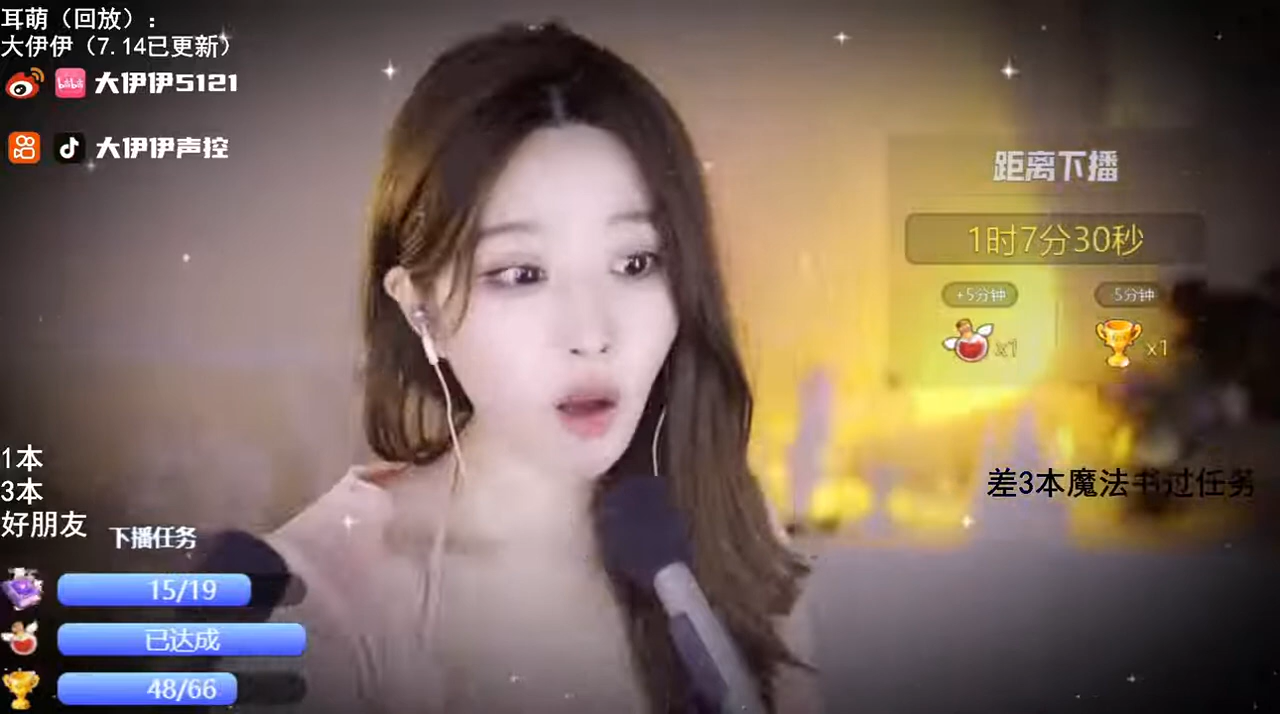 耳萌（回放）：
大伊伊（7.14已更新）
bilibili 大伊伊5121
大伊伊声控
距离下播
1时7分30秒
+5分钟
-5分钟
x1
x1
差3本魔法书过任务
1本
3本
好朋友
下播任务
15/19
已达成
48/66